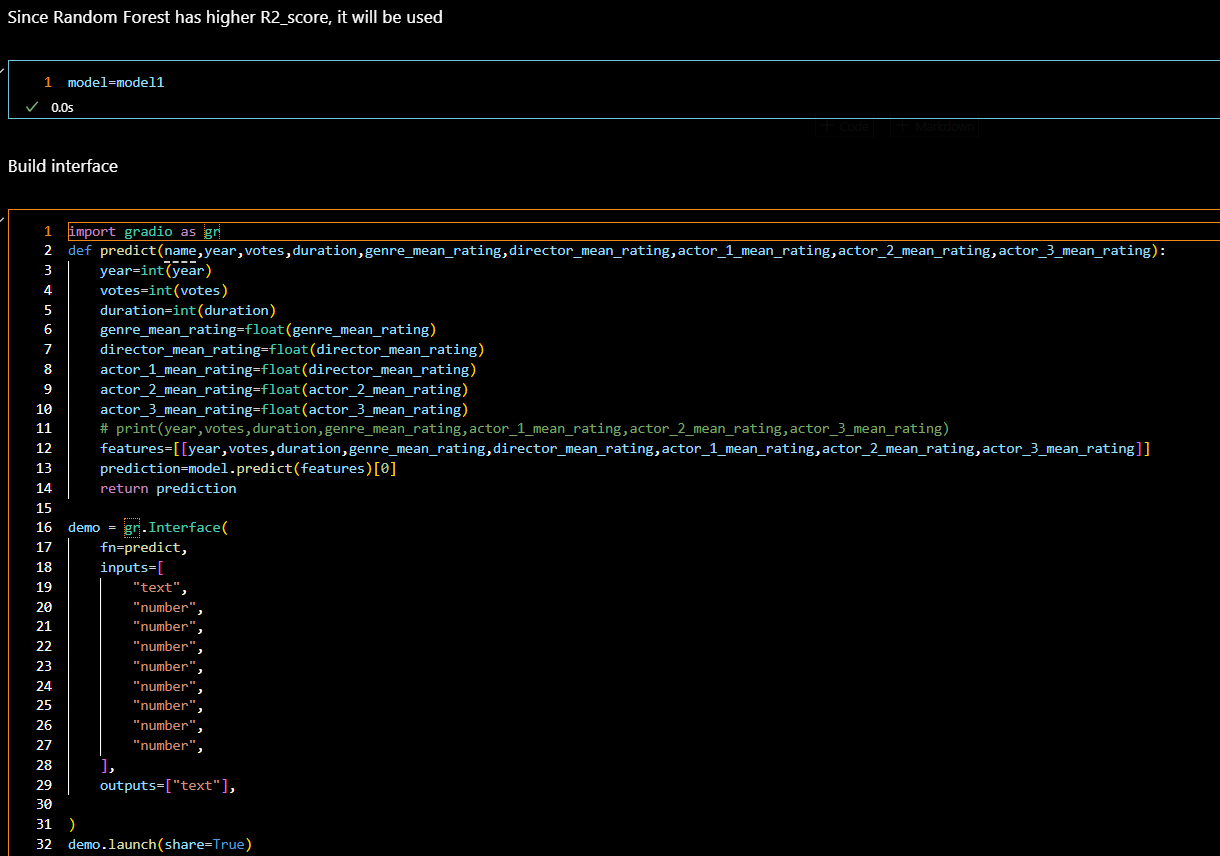 Since Random Forest has higher R2_score, it will be used
1 model=model1
0.0s
+ Code + Markdown
Build interface
1 import gradio as gr
2 def predict(name,year,votes,duration,genre_mean_rating,director_mean_rating,actor_1_mean_rating,actor_2_mean_rating,actor_3_mean_rating):
3 year=int(year)
4 votes=int(votes)
5 duration=int(duration)
6 genre_mean_rating=float(genre_mean_rating)
7 director_mean_rating=float(director_mean_rating)
8 actor_1_mean_rating=float(director_mean_rating)
9 actor_2_mean_rating=float(actor_2_mean_rating)
10 actor_3_mean_rating=float(actor_3_mean_rating)
11 # print(year,votes,duration,genre_mean_rating,actor_1_mean_rating,actor_2_mean_rating,actor_3_mean_rating)
12 features=[[year,votes,duration,genre_mean_rating,director_mean_rating,actor_1_mean_rating,actor_2_mean_rating,actor_3_mean_rating]]
13 prediction=model.predict(features)[0]
14 return prediction
15
16 demo = gr.Interface(
17 fn=predict,
18 inputs=[
19 "text",
20 "number",
21 "number",
22 "number",
23 "number",
24 "number",
25 "number",
26 "number",
27 "number",
28 ],
29 outputs=["text"],
30
31 )
32 demo.launch(share=True)